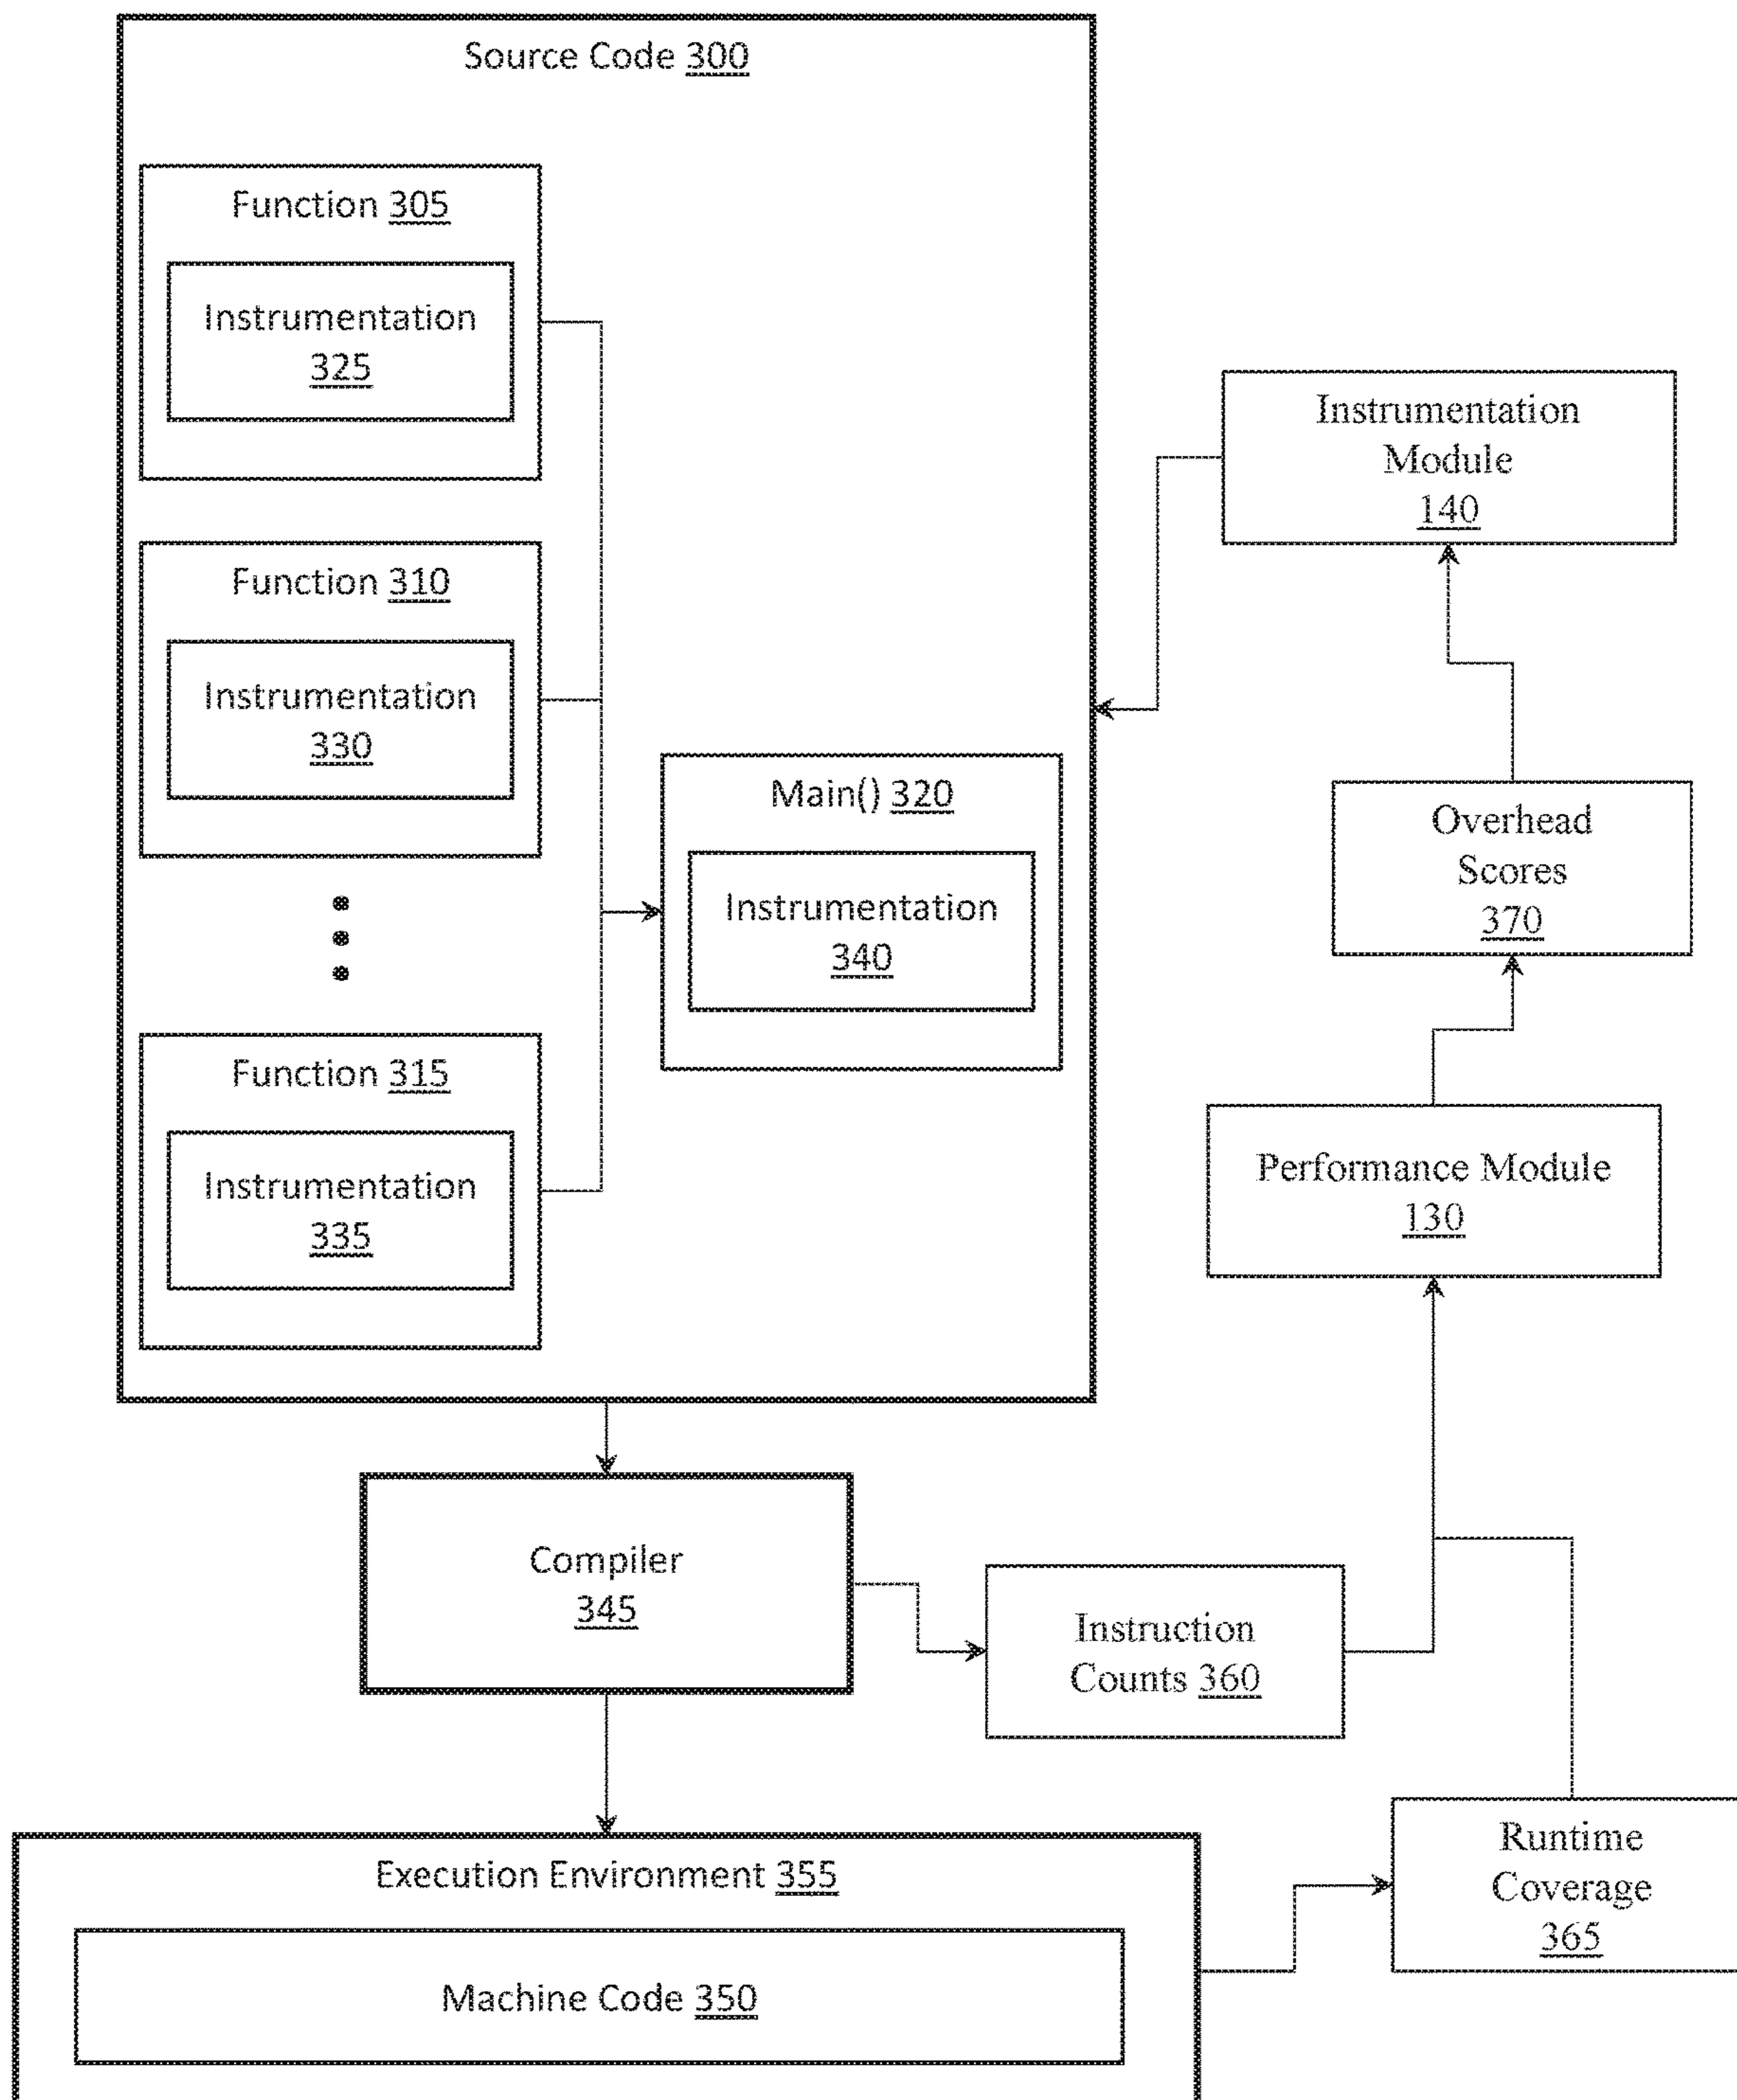 Source Code 300
Function 305
Instrumentation
325
Function 310
Instrumentation
330
Main() 320
Instrumentation
340
Function 315
Instrumentation
335
Instrumentation
Module
140
Overhead
Scores
370
Performance Module
130
Compiler
345
Instruction
Counts 360
Runtime
Coverage
365
Execution Environment 355
Machine Code 350